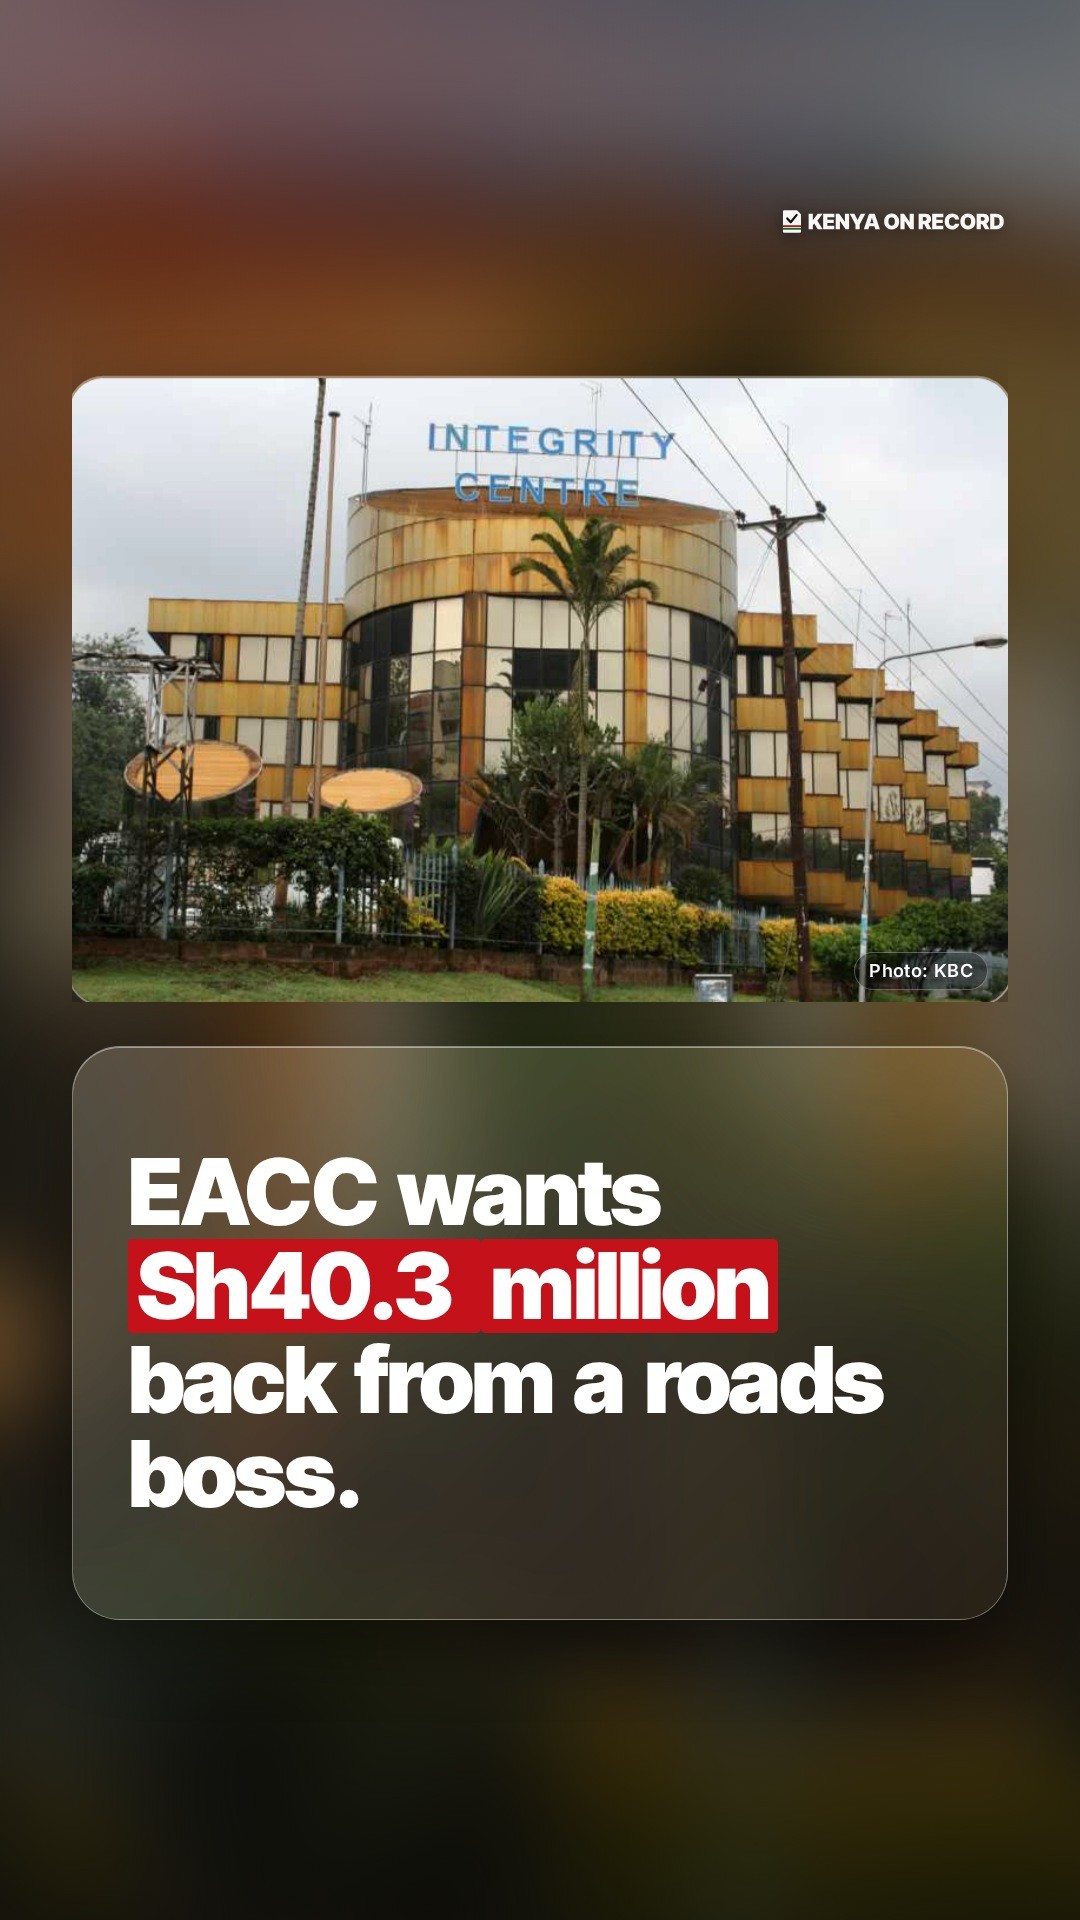 KENYA ON RECORD
INTEGRITY
CENTRE
Photo: KBC
EACC wants
Sh40.3 million
back from a roads
boss.